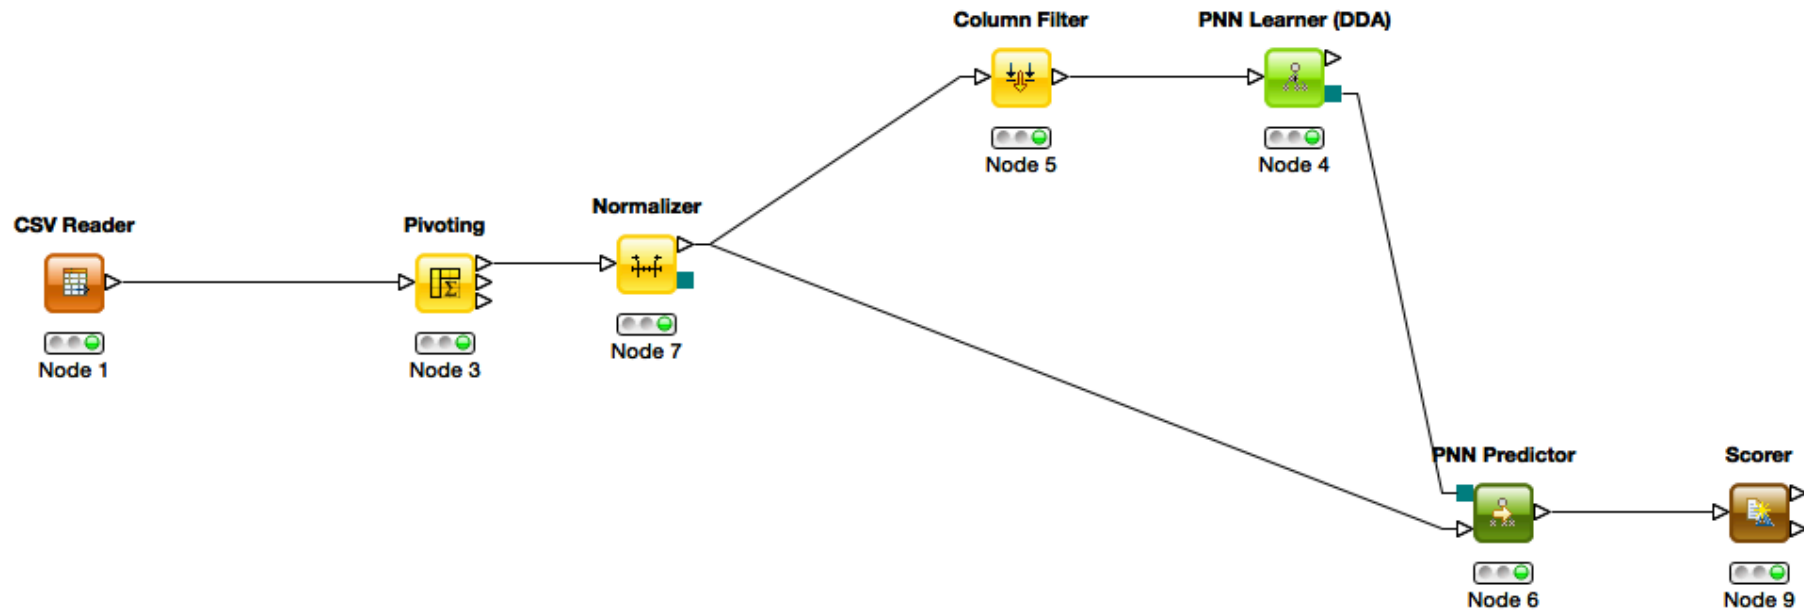 Column Filter
PNN Learner (DDA)
Node 5
Node 4
CSV Reader
Pivoting
Normalizer
Node 1
Node 3
Node 7
PNN Predictor
Scorer
Node 6
Node 9